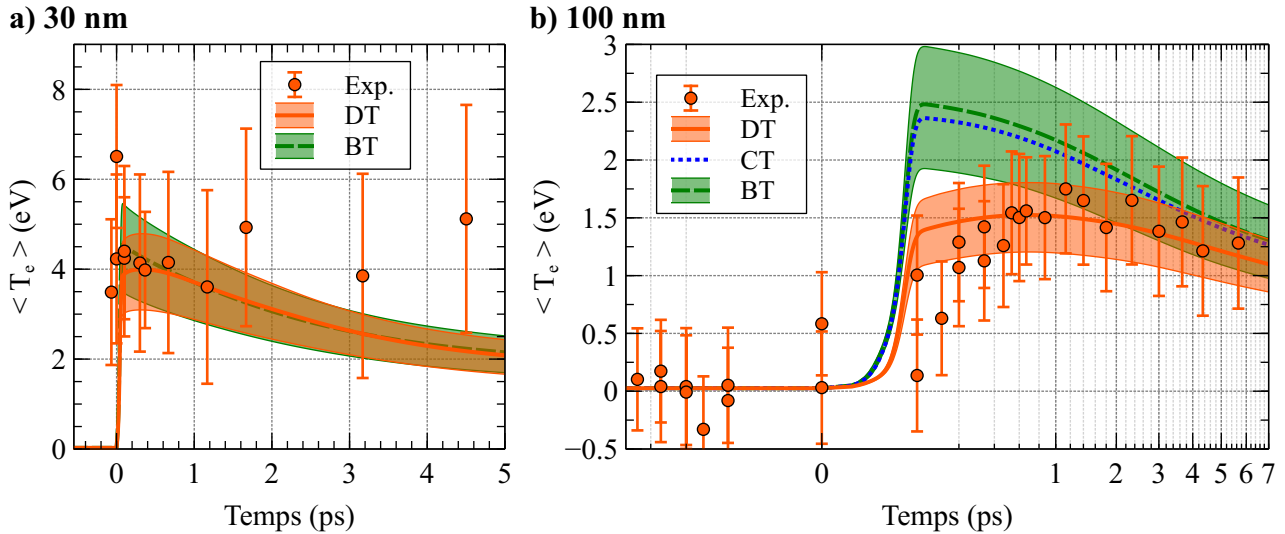 a) 30 nm
8
6
4
2
0
0
1
2
3
4
5
< T_e > (eV)
Temps (ps)
Exp.
DT
BT
b) 100 nm
3
2.5
2
1.5
1
0.5
0
−0.5
0
1
2
3
4
5
6
7
< T_e > (eV)
Temps (ps)
Exp.
DT
CT
BT